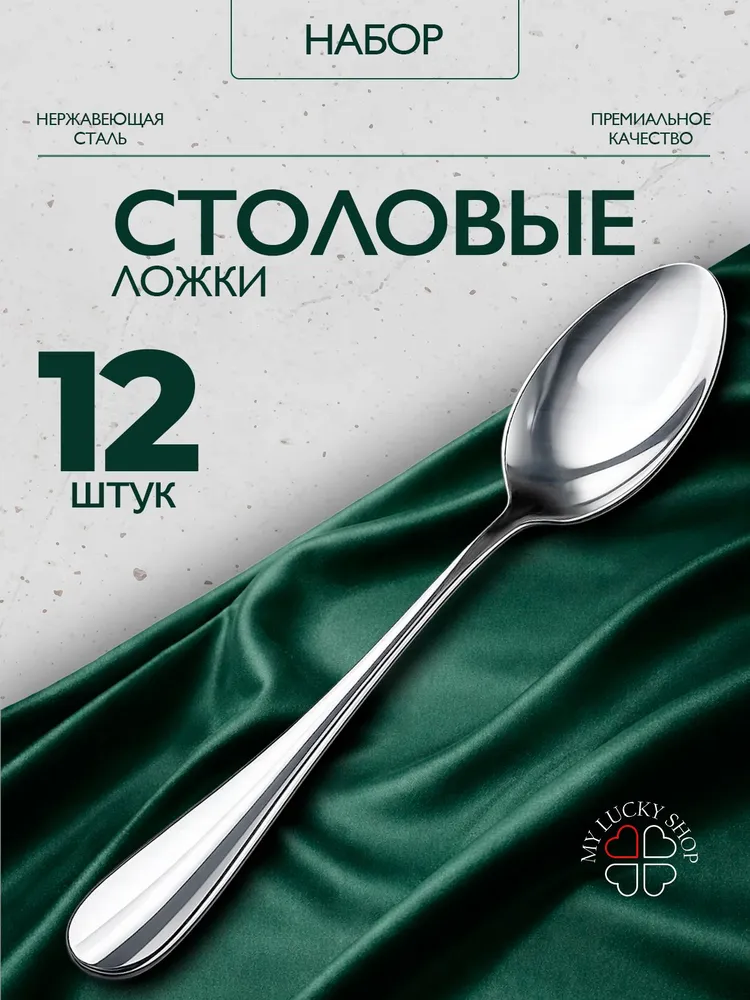 НАБОР
НЕРЖАВЕЮЩАЯ
СТАЛЬ
ПРЕМИАЛЬНОЕ
КАЧЕСТВО
СТОЛОВЫЕ
ЛОЖКИ
12
ШТУК
MY LUCKY SHOP